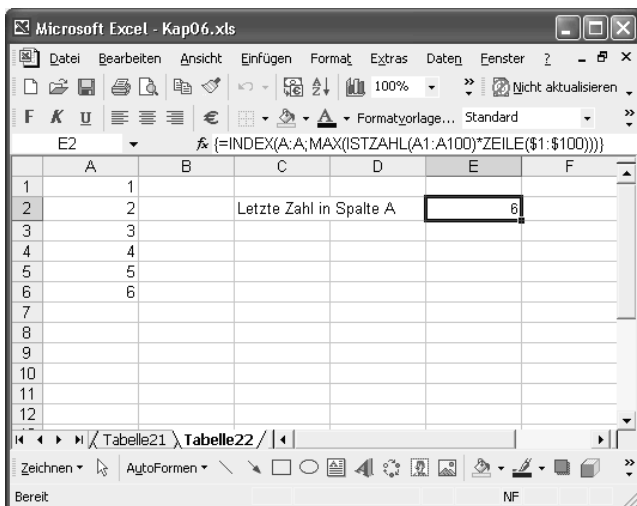 Microsoft Excel - Kap06.xls
Datei Bearbeiten Ansicht Einfügen Format Extras Daten Fenster ?
100% Nicht aktualisieren
F K U € A Formatvorlage... Standard
E2 fx {=INDEX(A:A;MAX(ISTZAHL(A1:A100)*ZEILE($1:$100)))}
A B C D E F
1 1
2 2 Letzte Zahl in Spalte A 6
3 3
4 4
5 5
6 6
7
8
9
10
11
12
Tabelle21 Tabelle22
Zeichnen AutoFormen
Bereit NF